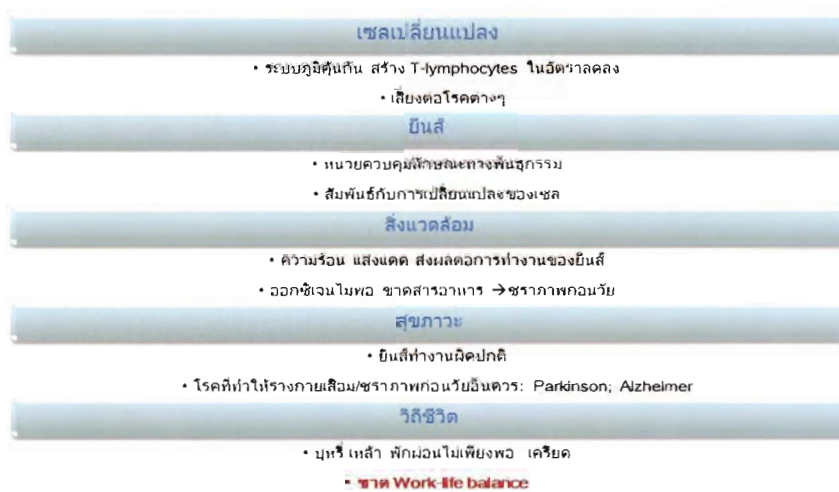 เซลเปลี่ยนแปลง
• ระบบภูมิคุ้มกัน สร้าง T-lymphocytes ในอัตราลดลง
• เสี่ยงต่อโรคต่างๆ
ยีนส์
• หน่วยควบคุมลักษณะทางพันธุกรรม
• สัมพันธ์กับการเปลี่ยนแปลงของเซล
สิ่งแวดล้อม
• ความร้อน แสงแดด ส่งผลต่อการทำงานของยีนส์
• ออกซิเจนไม่พอ ขาดสารอาหาร →ชราภาพก่อนวัย
สุขภาวะ
• ยีนส์ทำงานผิดปกติ
• โรคที่ทำให้ร่างกายเสื่อม/ชราภาพก่อนวัยอันควร: Parkinson; Alzheimer
วิถีชีวิต
• บุหรี่ เหล้า พักผ่อนไม่เพียงพอ เครียด
• ขาด Work-life balance